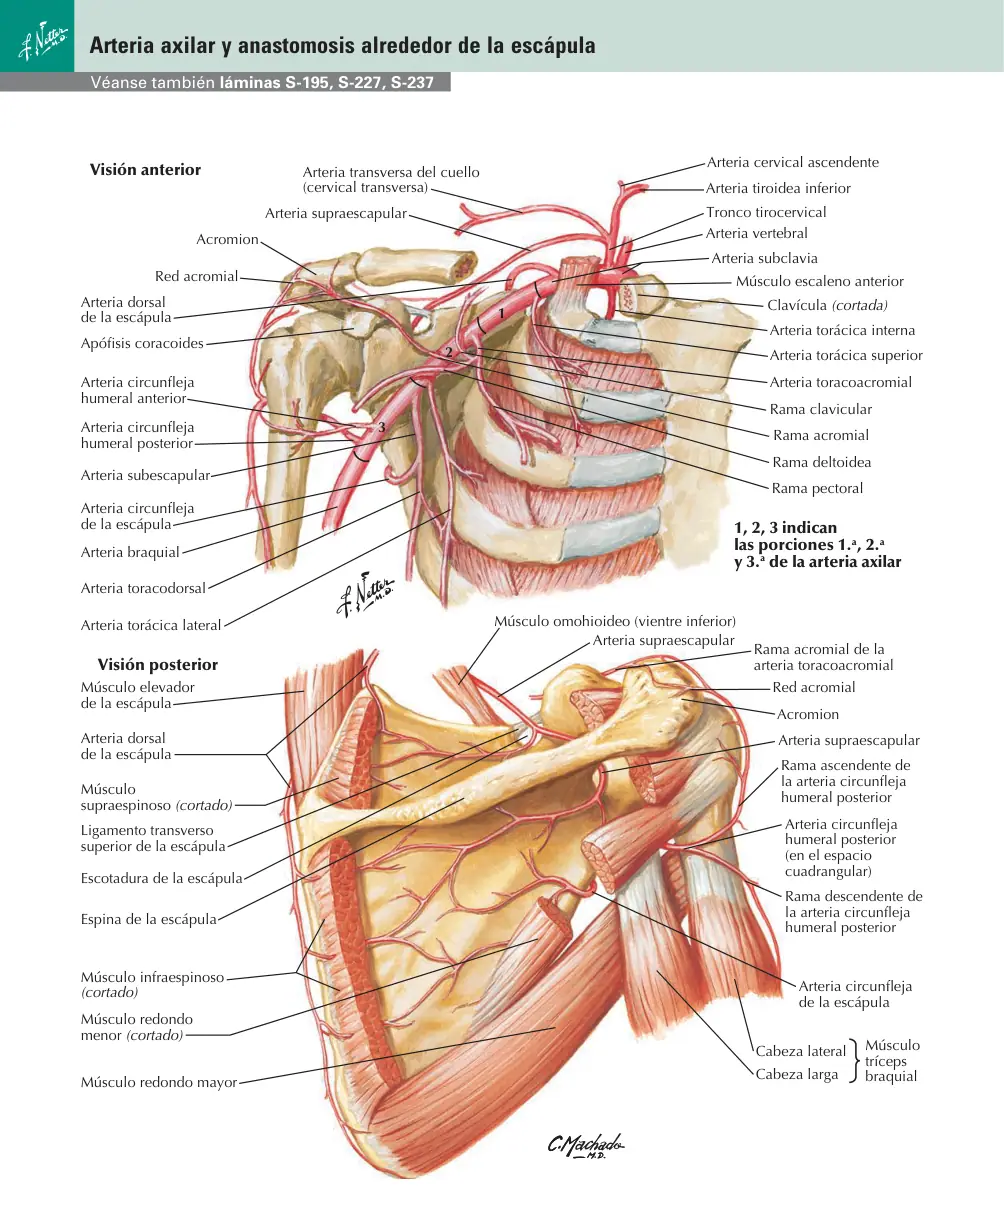 F. Netter M.D.
Arteria axilar y anastomosis alrededor de la escápula
Véanse también láminas S-195, S-227, S-237
Visión anterior
Arteria transversa del cuello
(cervical transversa)
Arteria supraescapular
Acromion
Red acromial
Arteria dorsal
de la escápula
Apófisis coracoides
Arteria circunfleja
humeral anterior
Arteria circunfleja
humeral posterior
Arteria subescapular
Arteria circunfleja
de la escápula
Arteria braquial
Arteria toracodorsal
Arteria torácica lateral
Arteria cervical ascendente
Arteria tiroidea inferior
Tronco tirocervical
Arteria vertebral
Arteria subclavia
Músculo escaleno anterior
Clavícula (cortada)
Arteria torácica interna
Arteria torácica superior
Arteria toracoacromial
Rama clavicular
Rama acromial
Rama deltoidea
Rama pectoral
1
2
3
1, 2, 3 indican
las porciones 1.ª, 2.ª
y 3.ª de la arteria axilar
F. Netter M.D.
Visión posterior
Músculo elevador
de la escápula
Arteria dorsal
de la escápula
Músculo
supraespinoso (cortado)
Ligamento transverso
superior de la escápula
Escotadura de la escápula
Espina de la escápula
Músculo infraespinoso
(cortado)
Músculo redondo
menor (cortado)
Músculo redondo mayor
Músculo omohioideo (vientre inferior)
Arteria supraescapular
Rama acromial de la
arteria toracoacromial
Red acromial
Acromion
Arteria supraescapular
Rama ascendente de
la arteria circunfleja
humeral posterior
Arteria circunfleja
humeral posterior
(en el espacio
cuadrangular)
Rama descendente de
la arteria circunfleja
humeral posterior
Arteria circunfleja
de la escápula
Cabeza lateral
Cabeza larga
Músculo
tríceps
braquial
C. Machado M.D.